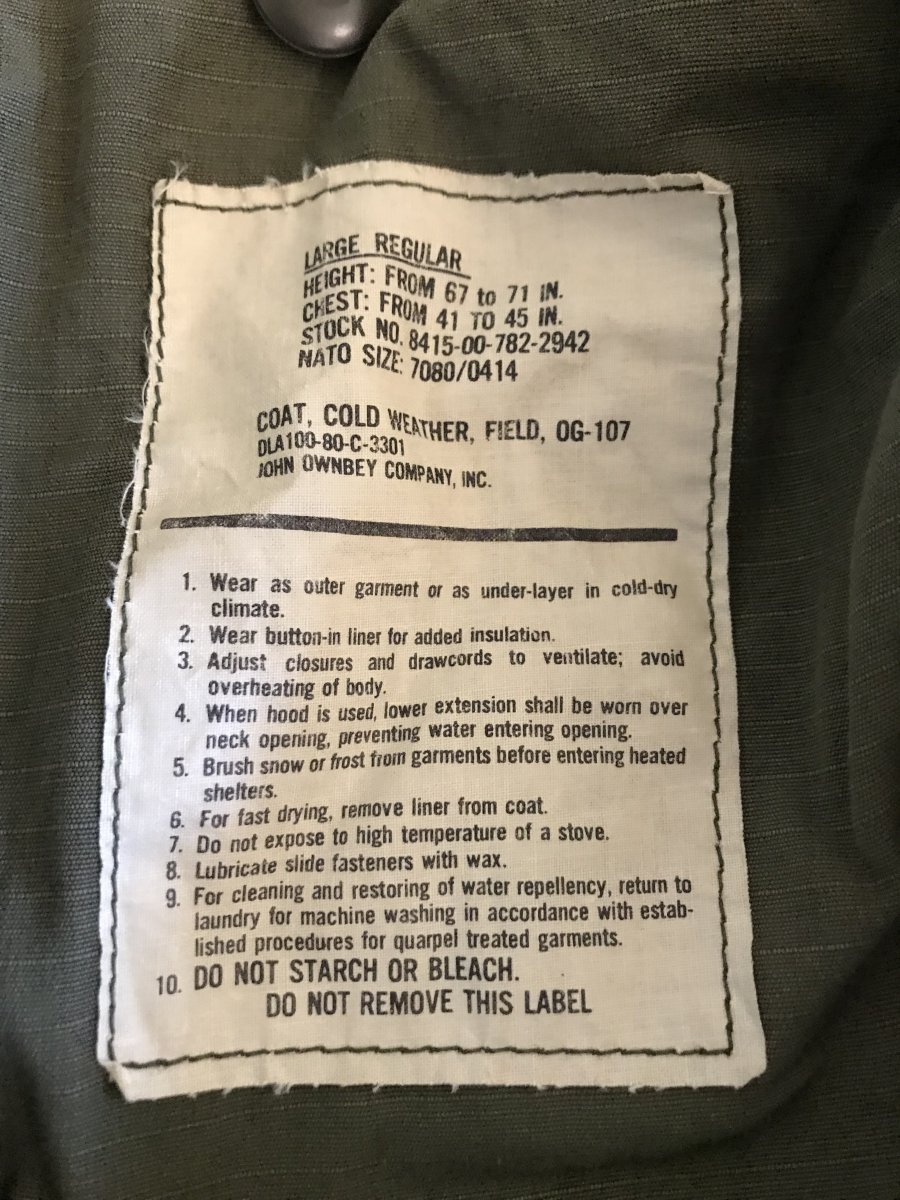 LARGE REGULAR
HEIGHT: FROM 67 to 71 IN.
CHEST: FROM 41 TO 45 IN.
STOCK NO. 8415-00-782-2942
NATO SIZE: 7080/0414
COAT, COLD WEATHER, FIELD, OG-107
DLA100-80-C-3301
JOHN OWNBEY COMPANY, INC.
1. Wear as outer garment or as under-layer in cold-dry
climate.
2. Wear button-in liner for added insulation.
3. Adjust closures and drawcords to ventilate; avoid
overheating of body.
4. When hood is used, lower extension shall be worn over
neck opening, preventing water entering opening.
5. Brush snow or frost from garments before entering heated
shelters.
6. For fast drying, remove liner from coat.
7. Do not expose to high temperature of a stove.
8. Lubricate slide fasteners with wax.
9. For cleaning and restoring of water repellency, return to
laundry for machine washing in accordance with estab-
lished procedures for quarpel treated garments.
10. DO NOT STARCH OR BLEACH.
DO NOT REMOVE THIS LABEL